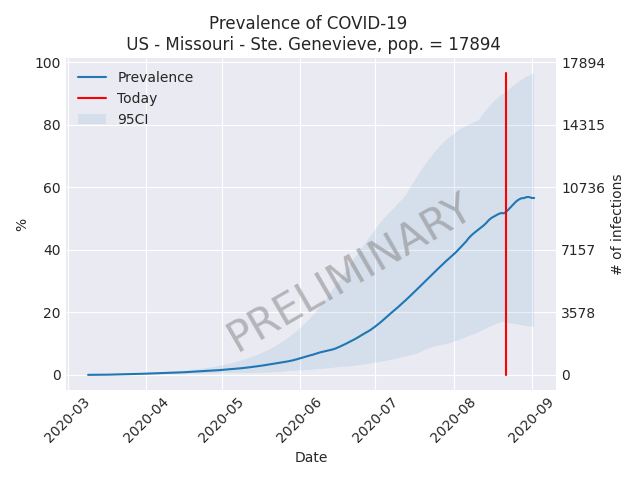 Prevalence of COVID-19
US - Missouri - Ste. Genevieve, pop. = 17894
100
80
60
40
20
0
%
Prevalence
Today
95CI
PRELIMINARY
17894
14315
10736
7157
3578
0
# of infections
2020-03
2020-04
2020-05
2020-06
2020-07
2020-08
2020-09
Date